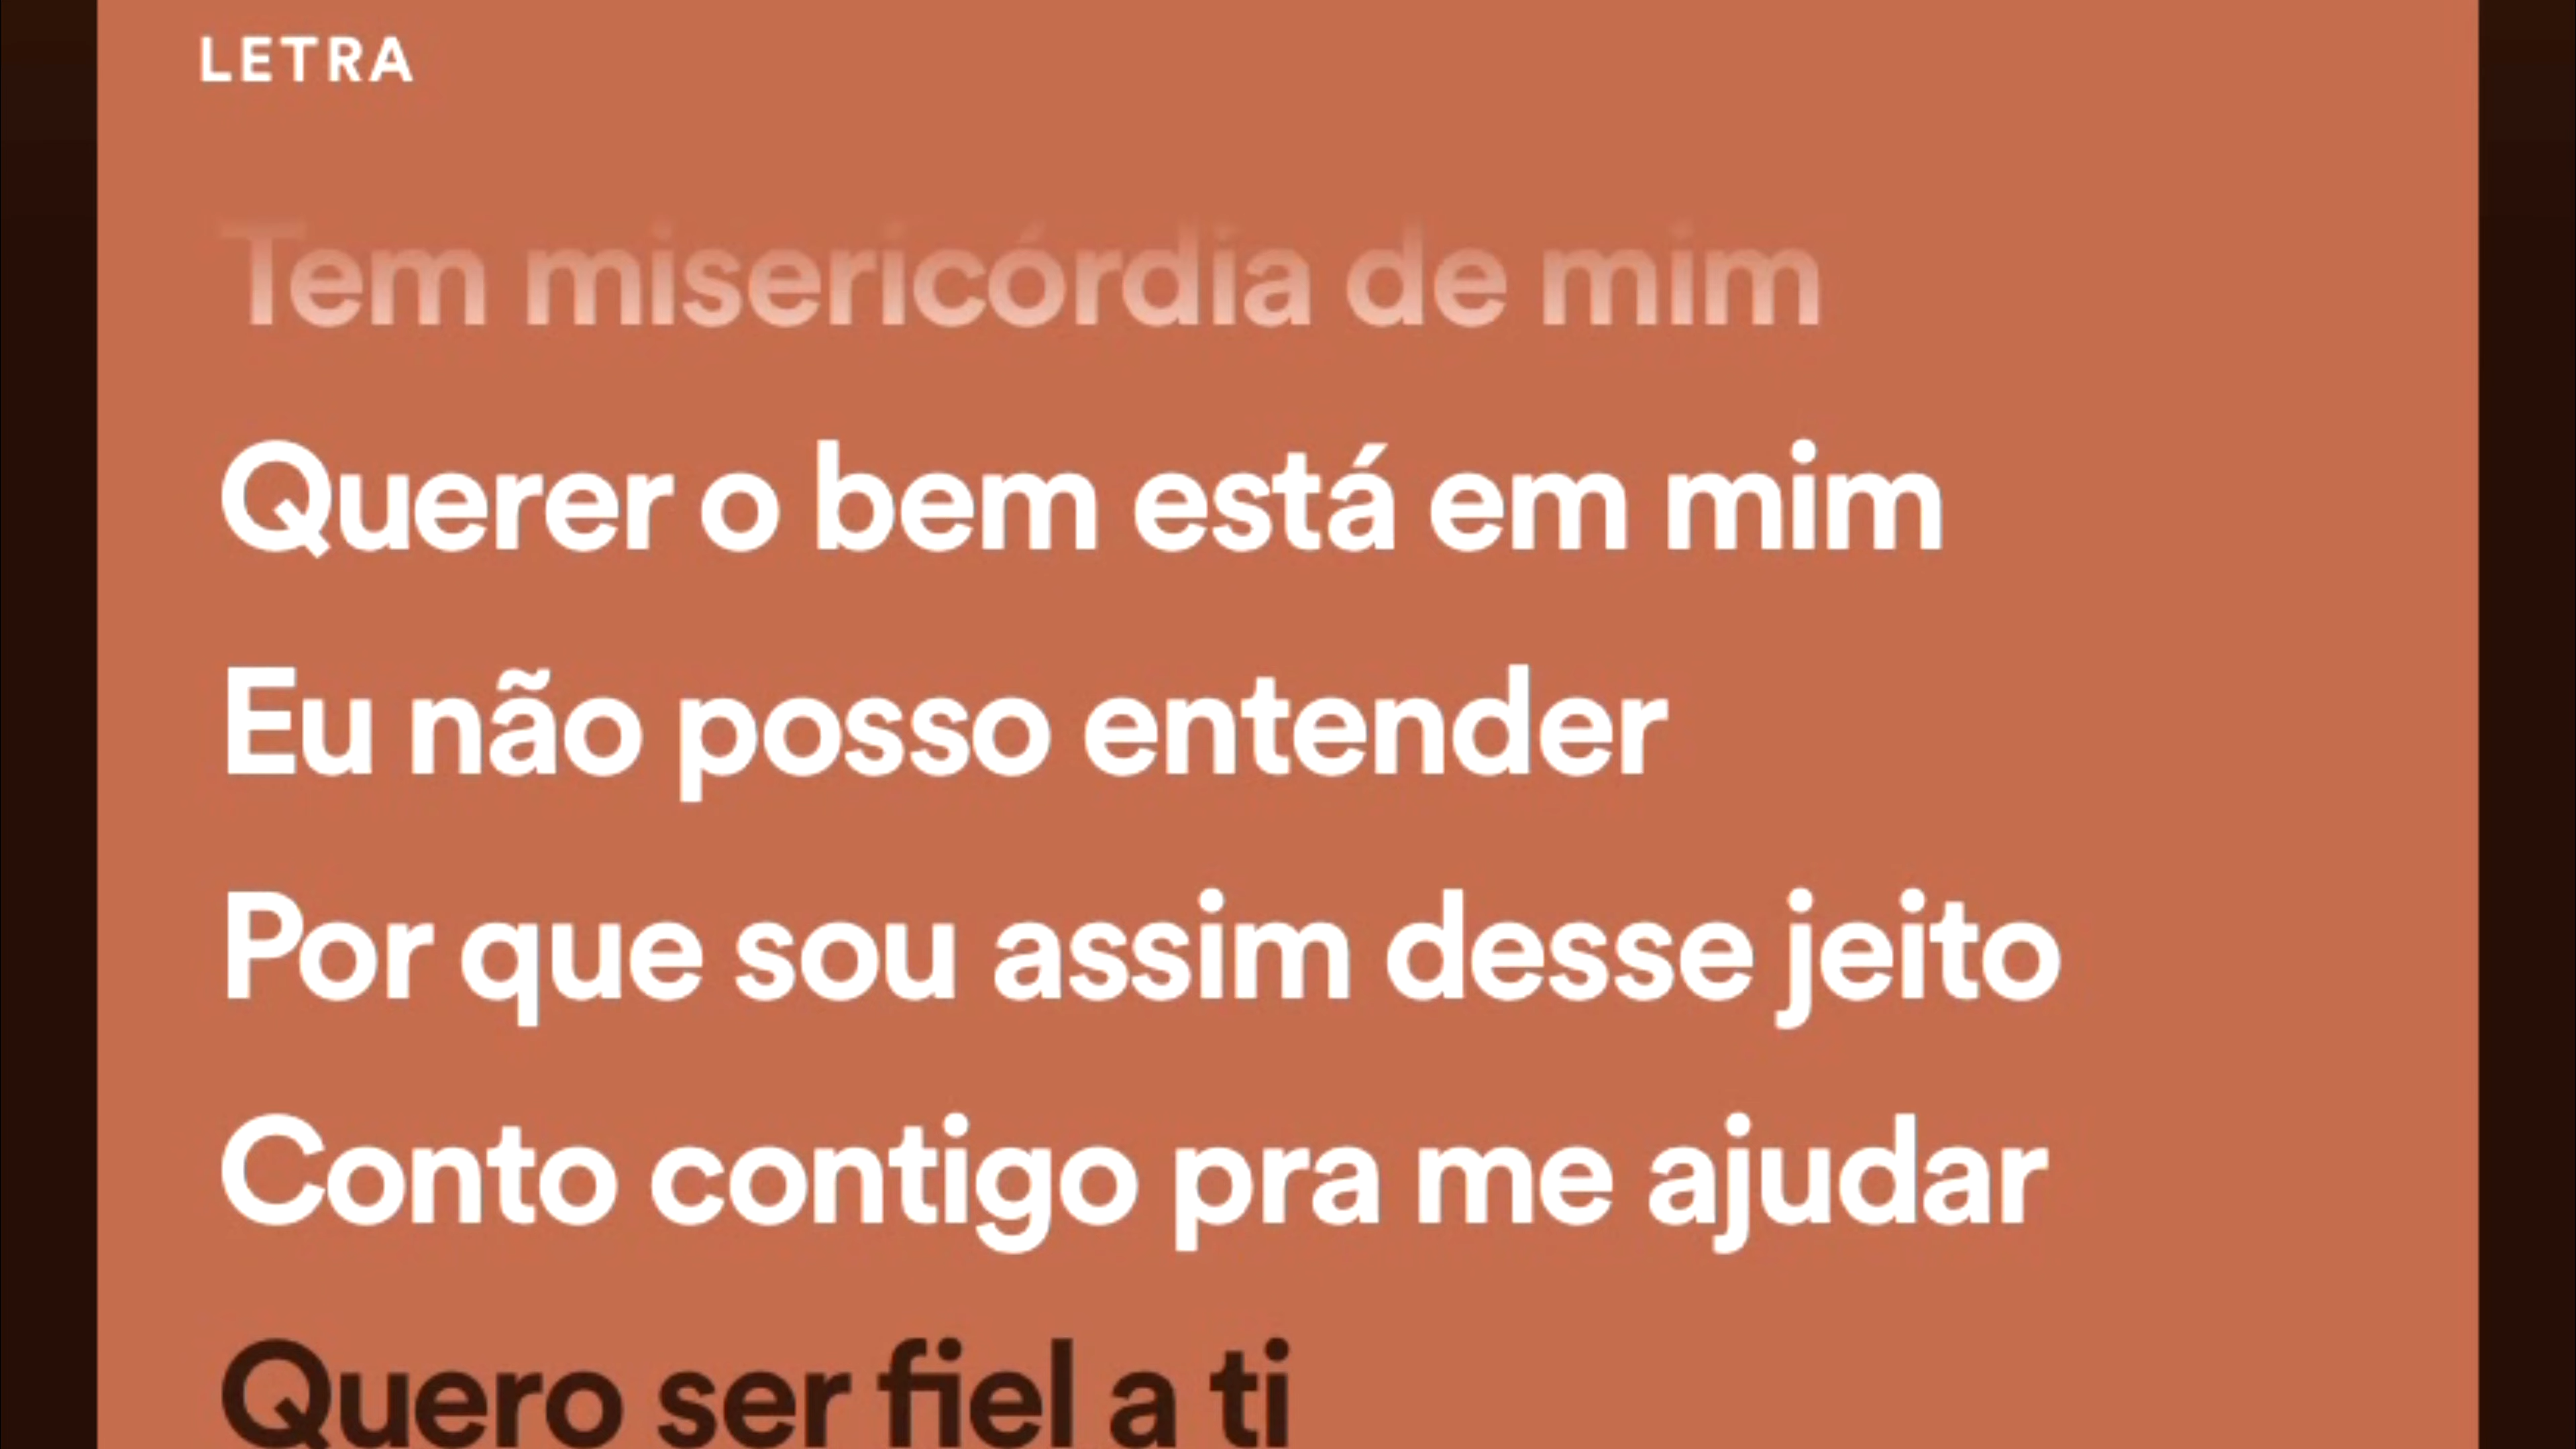 LETRA
Tem misericórdia de mim
Querer o bem está em mim
Eu não posso entender
Por que sou assim desse jeito
Conto contigo pra me ajudar
Quero ser fiel a ti